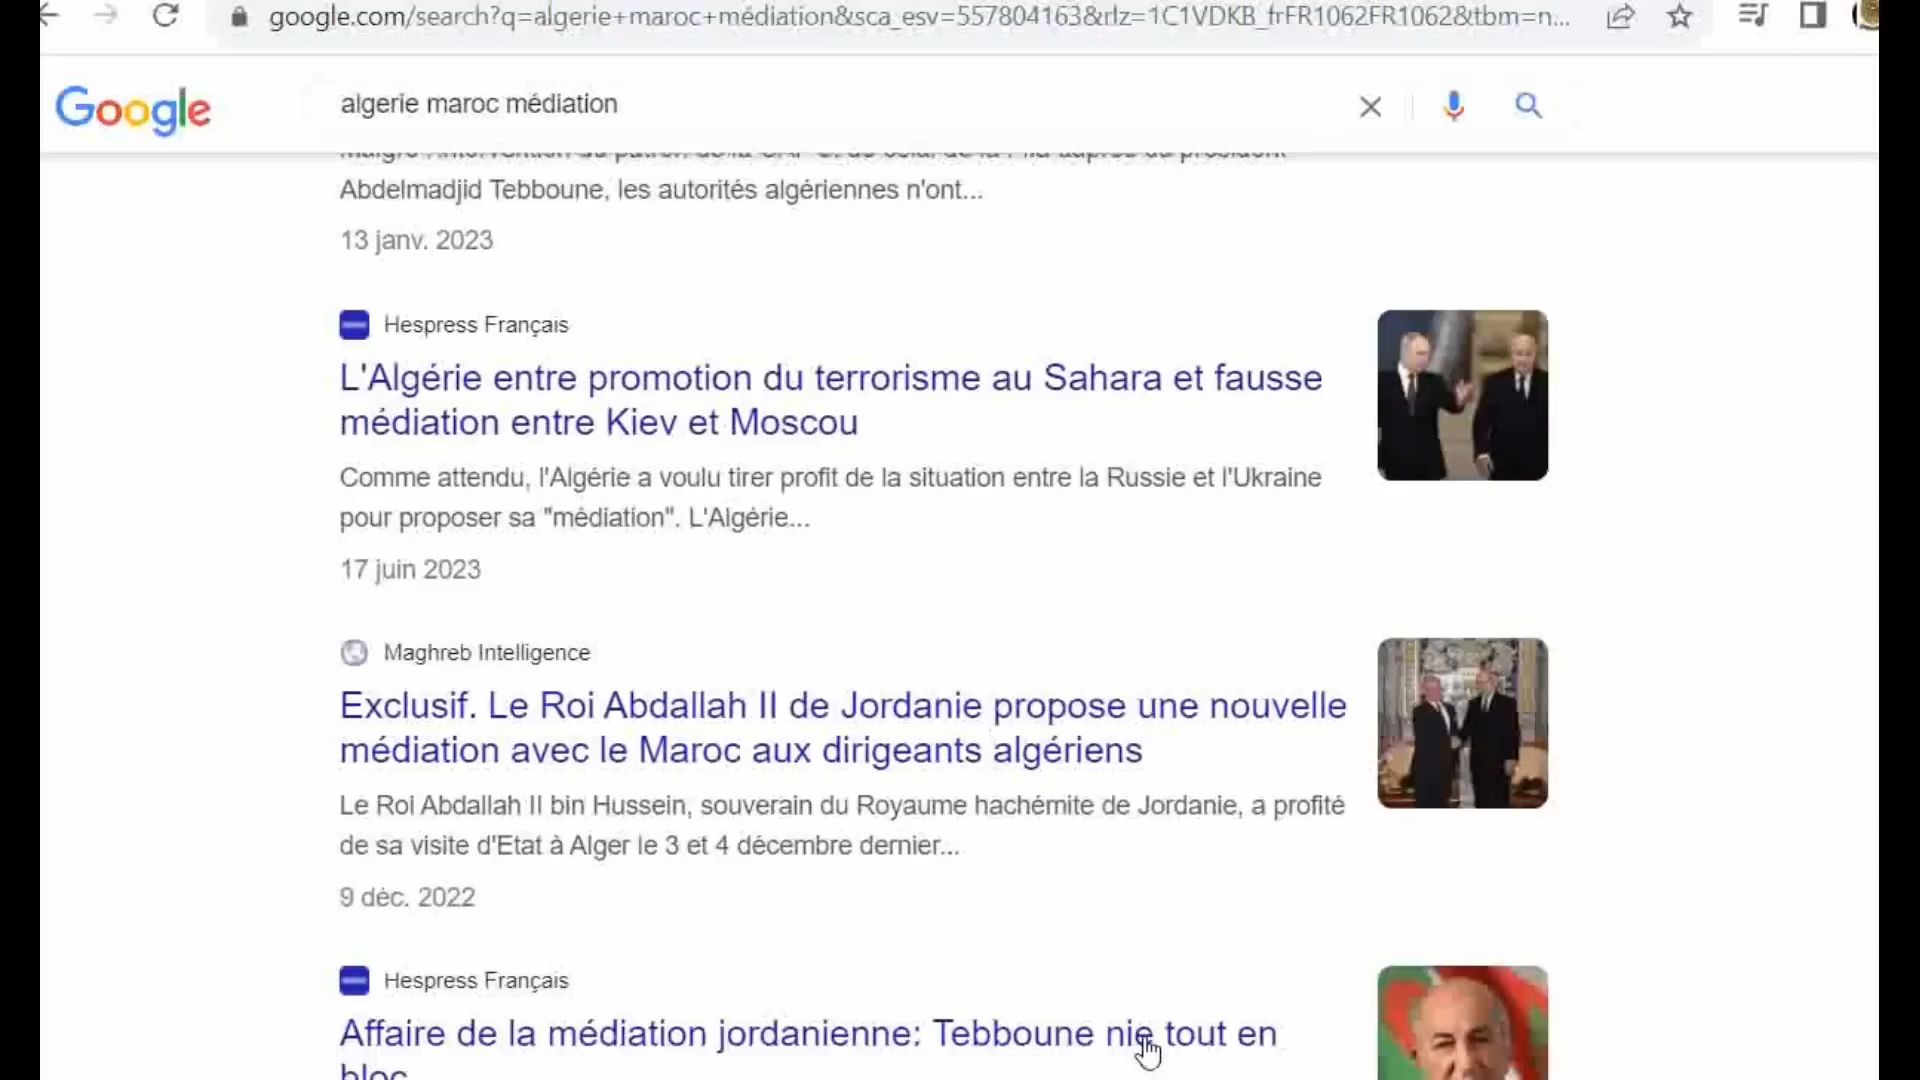 google.com/search?q=algerie+maroc+médiation&sca_esv=557804163&rlz=1C1VDKB_frFR1062FR1062&tbm=n...
Google
algerie maroc médiation
Abdelmadjid Tebboune, les autorités algériennes n'ont...
13 janv. 2023
Hespress Français
L'Algérie entre promotion du terrorisme au Sahara et fausse
médiation entre Kiev et Moscou
Comme attendu, l'Algérie a voulu tirer profit de la situation entre la Russie et l'Ukraine
pour proposer sa "médiation". L'Algérie...
17 juin 2023
Maghreb Intelligence
Exclusif. Le Roi Abdallah II de Jordanie propose une nouvelle
médiation avec le Maroc aux dirigeants algériens
Le Roi Abdallah II bin Hussein, souverain du Royaume hachémite de Jordanie, a profité
de sa visite d'Etat à Alger le 3 et 4 décembre dernier...
9 déc. 2022
Hespress Français
Affaire de la médiation jordanienne: Tebboune nie tout en
bloc